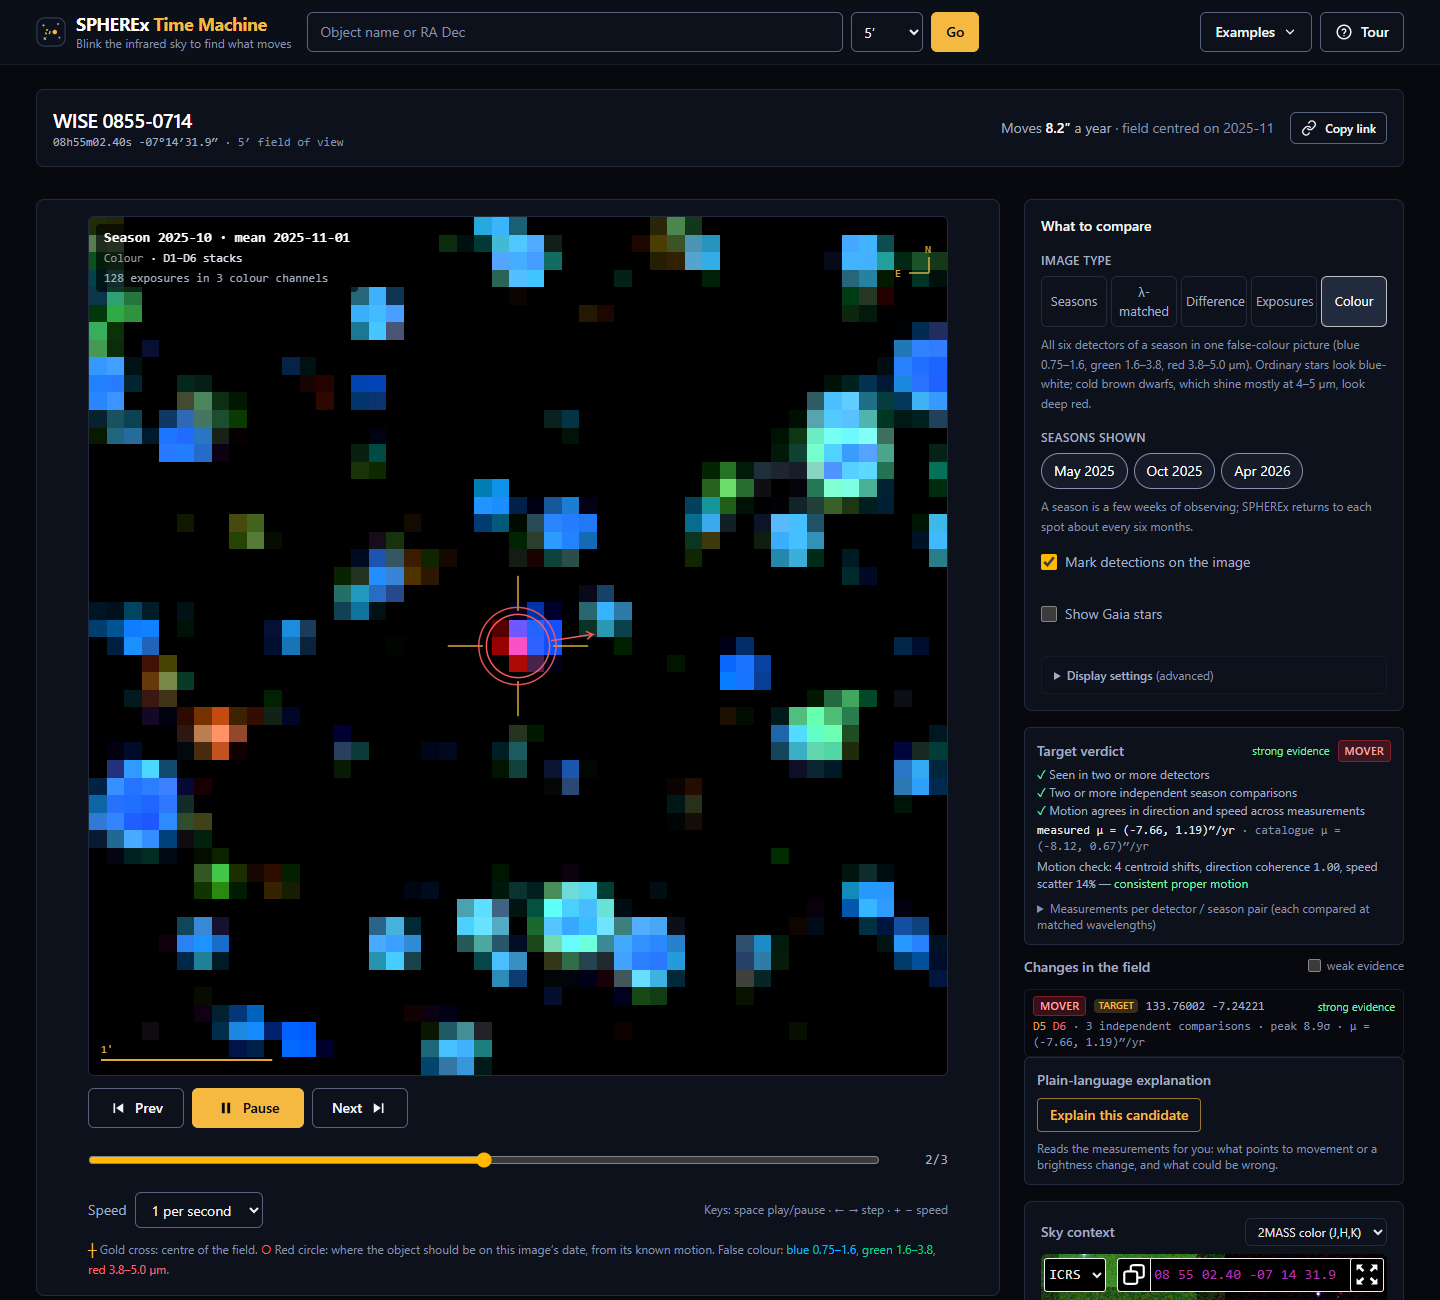 SPHEREx Time Machine
Blink the infrared sky to find what moves
Object name or RA Dec
5′
Go
Examples
Tour
WISE 0855-0714
08h55m02.40s -07°14′31.9″ · 5′ field of view
Moves 8.2″ a year · field centred on 2025-11
Copy link
Season 2025-10 · mean 2025-11-01
Colour · D1–D6 stacks
128 exposures in 3 colour channels
N
E
1'
Prev
Pause
Next
2/3
Speed
1 per second
Keys: space play/pause · ← → step · + − speed
Gold cross: centre of the field. Red circle: where the object should be on this image's date, from its known motion. False colour: blue 0.75–1.6, green 1.6–3.8,
red 3.8–5.0 µm.
What to compare
IMAGE TYPE
Seasons
λ-
matched
Difference
Exposures
Colour
All six detectors of a season in one false-colour picture (blue
0.75–1.6, green 1.6–3.8, red 3.8–5.0 µm). Ordinary stars look blue-
white; cold brown dwarfs, which shine mostly at 4–5 µm, look
deep red.
SEASONS SHOWN
May 2025
Oct 2025
Apr 2026
A season is a few weeks of observing; SPHEREx returns to each
spot about every six months.
Mark detections on the image
Show Gaia stars
Display settings (advanced)
Target verdict
strong evidence
MOVER
✓ Seen in two or more detectors
✓ Two or more independent season comparisons
✓ Motion agrees in direction and speed across measurements
measured µ = (-7.66, 1.19)″/yr · catalogue µ =
(-8.12, 0.67)″/yr
Motion check: 4 centroid shifts, direction coherence 1.00, speed
scatter 14% — consistent proper motion
Measurements per detector / season pair (each compared at
matched wavelengths)
Changes in the field
weak evidence
MOVER TARGET 133.76002 -7.24221
strong evidence
D5 D6 · 3 independent comparisons · peak 8.9σ · µ =
(-7.66, 1.19)″/yr
Plain-language explanation
Explain this candidate
Reads the measurements for you: what points to movement or a
brightness change, and what could be wrong.
Sky context
2MASS color (J,H,K)
ICRS
08 55 02.40 -07 14 31.9